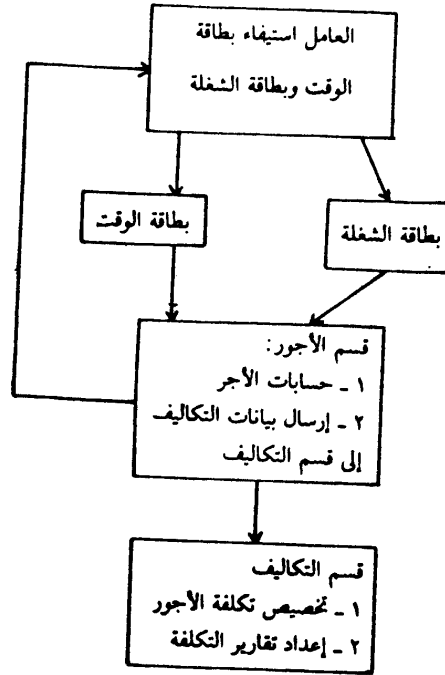 العامل استيفاء بطاقة
الوقت وبطاقة الشغلة
بطاقة الشغلة
بطاقة الوقت
قسم الأجور:
١ ـ حسابات الأجر
٢ ـ إرسال بيانات التكاليف
إلى قسم التكاليف
قسم التكاليف
١ ـ تخصيص تكلفة الأجور
٢ ـ إعداد تقارير التكلفة